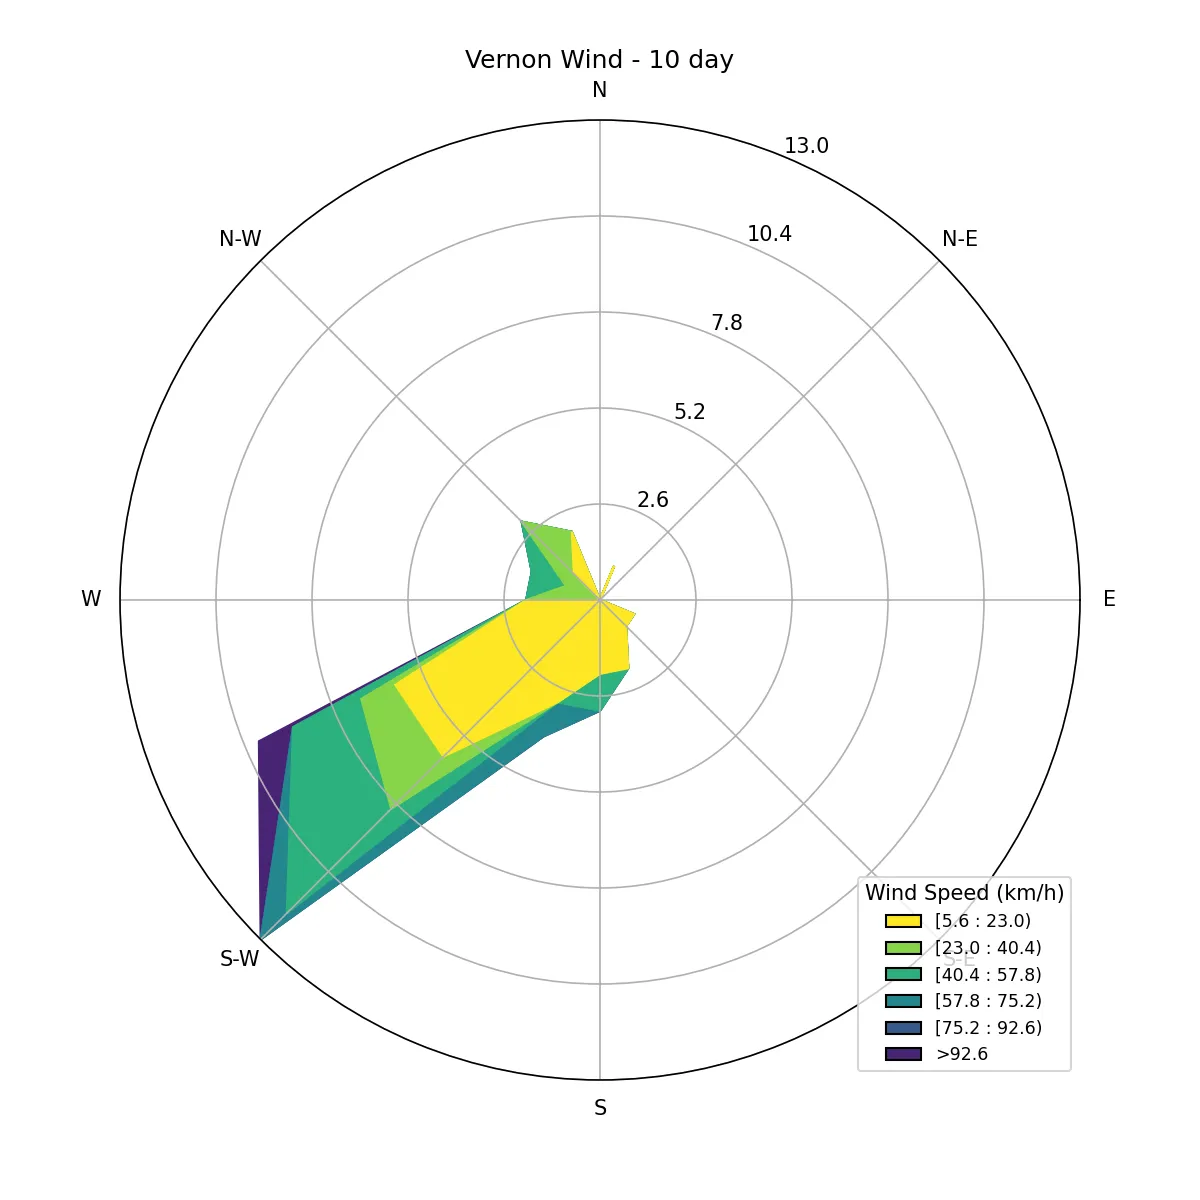 Vernon Wind - 10 day
N
13.0
N-W
10.4
N-E
7.8
5.2
2.6
W
E
S-W
S-E
S
Wind Speed (km/h)
[5.6 : 23.0)
[23.0 : 40.4)
[40.4 : 57.8)
[57.8 : 75.2)
[75.2 : 92.6)
>92.6